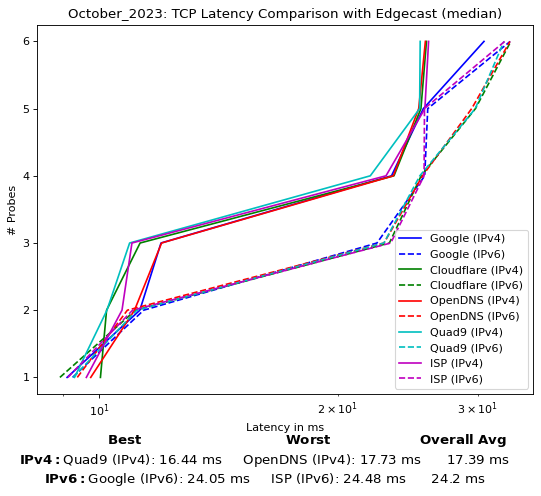 October_2023: TCP Latency Comparison with Edgecast (median)
6
5
4
3
2
1
# Probes
Google (IPv4)
Google (IPv6)
Cloudflare (IPv4)
Cloudflare (IPv6)
OpenDNS (IPv4)
OpenDNS (IPv6)
Quad9 (IPv4)
Quad9 (IPv6)
ISP (IPv4)
ISP (IPv6)
10¹ 2 × 10¹ 3 × 10¹
Latency in ms
Best Worst Overall Avg
IPv4: Quad9 (IPv4): 16.44 ms OpenDNS (IPv4): 17.73 ms 17.39 ms
IPv6: Google (IPv6): 24.05 ms ISP (IPv6): 24.48 ms 24.2 ms